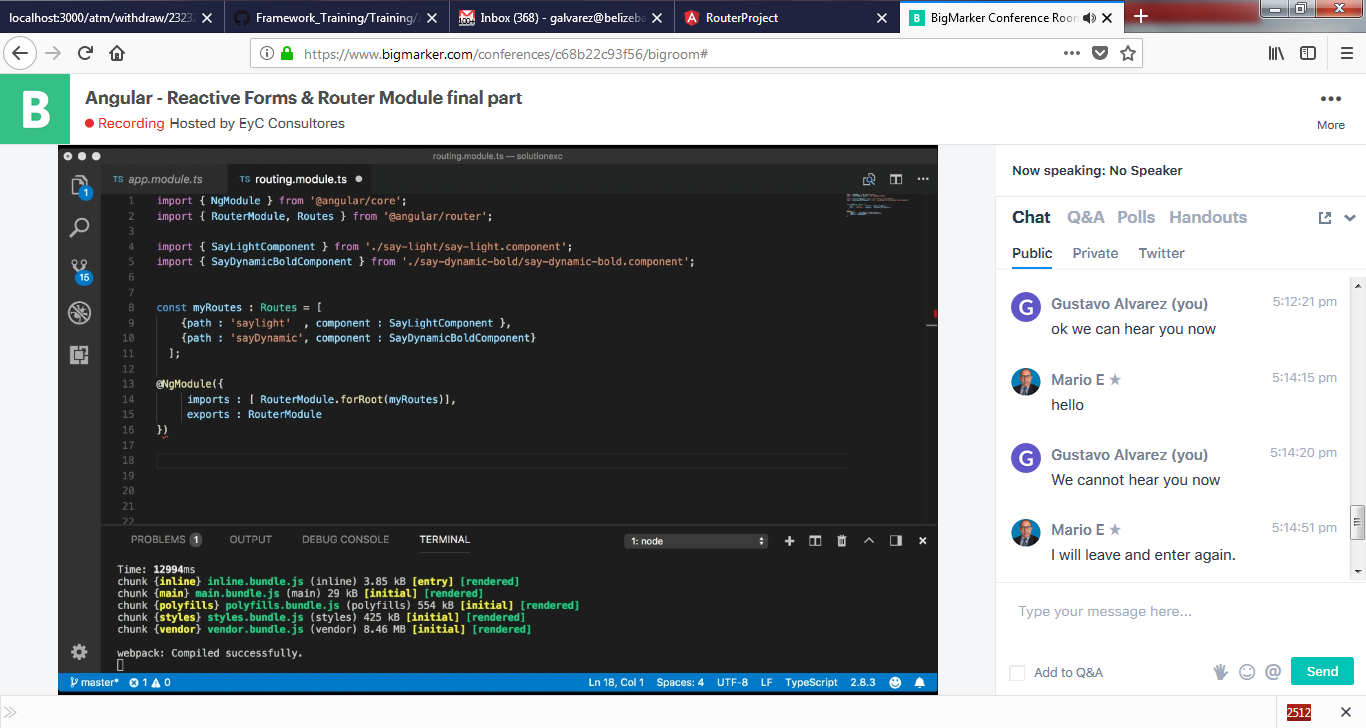 localhost:3000/atm/withdraw/2323
Framework_Training/Training/
100+
Inbox (368) - galvarez@belizeba
RouterProject
B
BigMarker Conference Room
https://www.bigmarker.com/conferences/c68b22c93f56/bigroom#
B
Angular - Reactive Forms & Router Module final part
Recording Hosted by EyC Consultores
More
routing.module.ts — solutionexc
TS app.module.ts
TS routing.module.ts
1
15
1 import { NgModule } from '@angular/core';
2 import { RouterModule, Routes } from '@angular/router';
3
4 import { SayLightComponent } from './say-light/say-light.component';
5 import { SayDynamicBoldComponent } from './say-dynamic-bold/say-dynamic-bold.component';
6
7
8 const myRoutes : Routes = [
9 {path : 'saylight' , component : SayLightComponent },
10 {path : 'sayDynamic', component : SayDynamicBoldComponent}
11 ];
12
13 @NgModule({
14 imports : [ RouterModule.forRoot(myRoutes)],
15 exports : RouterModule
16 })
17
18
19
20
21
22
PROBLEMS 1
OUTPUT
DEBUG CONSOLE
TERMINAL
1: node
Time: 12994ms
chunk {inline} inline.bundle.js (inline) 3.85 kB [entry] [rendered]
chunk {main} main.bundle.js (main) 29 kB [initial] [rendered]
chunk {polyfills} polyfills.bundle.js (polyfills) 554 kB [initial] [rendered]
chunk {styles} styles.bundle.js (styles) 425 kB [initial] [rendered]
chunk {vendor} vendor.bundle.js (vendor) 8.46 MB [initial] [rendered]
webpack: Compiled successfully.
master* 1 0
Ln 18, Col 1 Spaces: 4 UTF-8 LF TypeScript 2.8.3
Now speaking: No Speaker
Chat Q&A Polls Handouts
Public Private Twitter
G
Gustavo Alvarez (you) 5:12:21 pm
ok we can hear you now
Mario E 5:14:15 pm
hello
G
Gustavo Alvarez (you) 5:14:20 pm
We cannot hear you now
Mario E 5:14:51 pm
I will leave and enter again.
Type your message here...
Add to Q&A
@
Send
2512